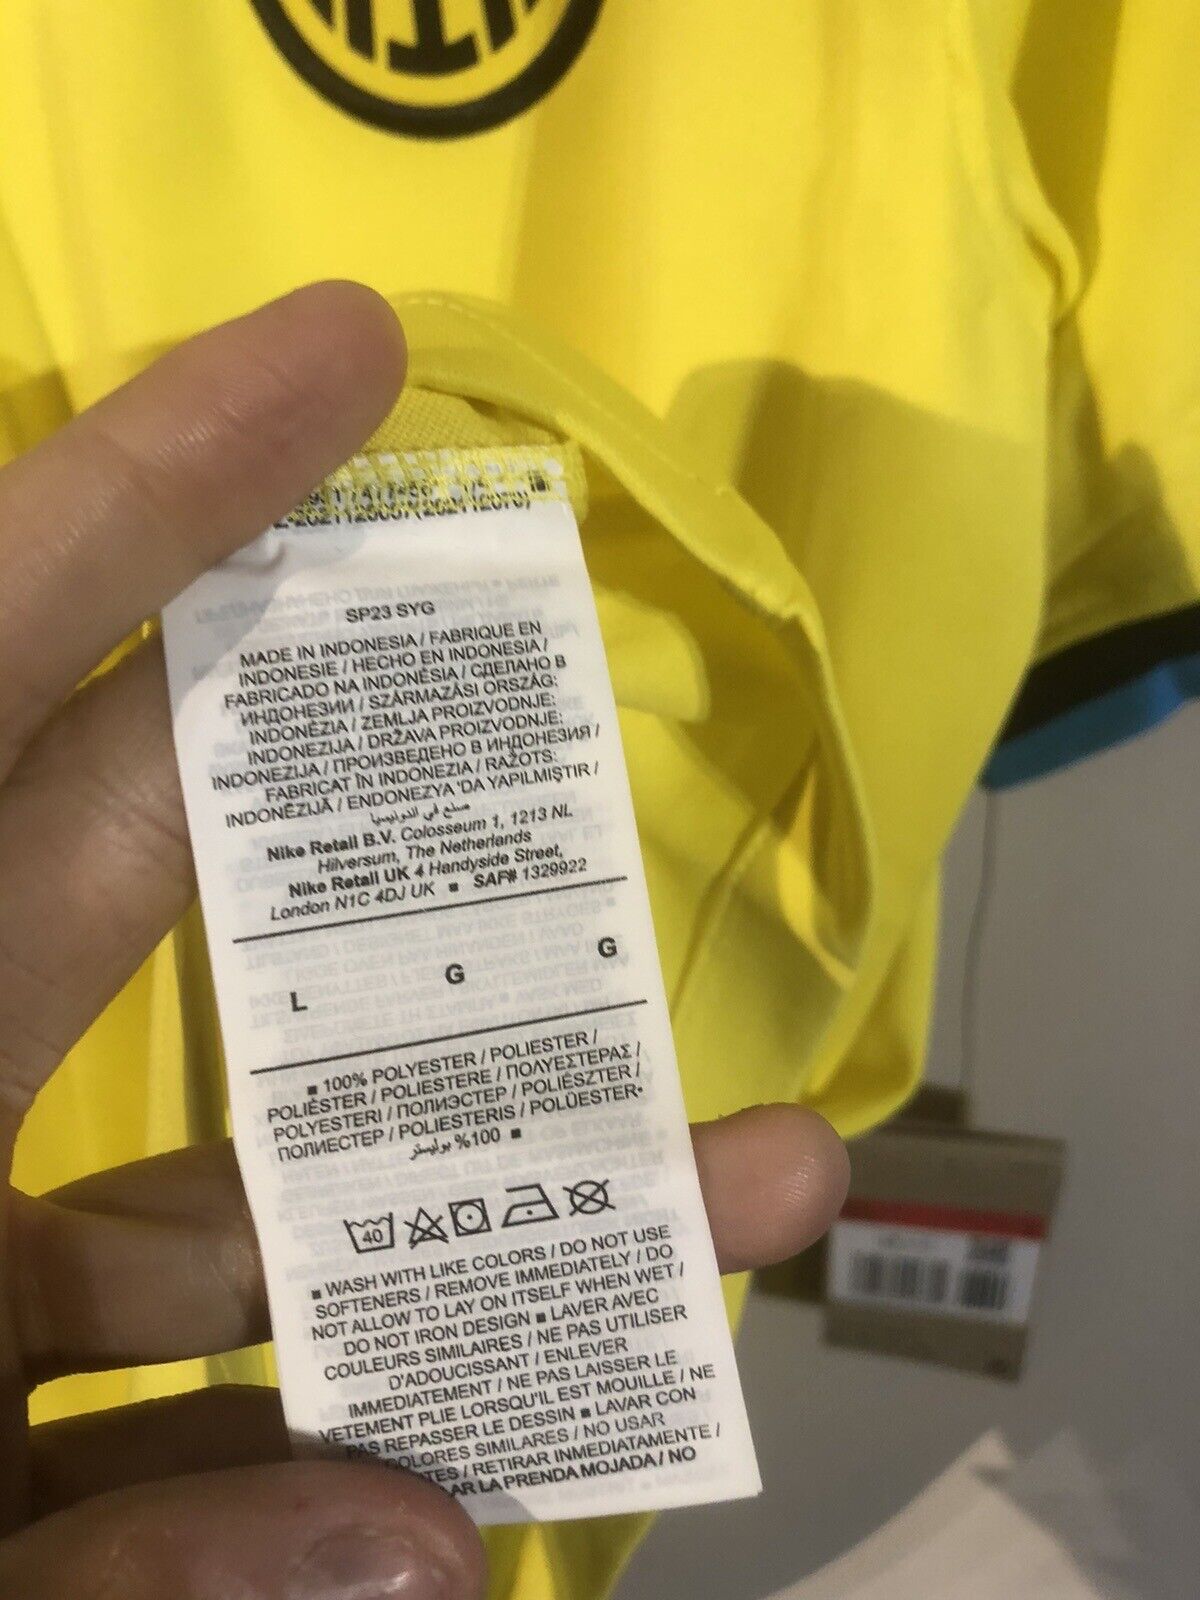 SP23 SYG
MADE IN INDONESIA / FABRIQUE EN
INDONESIE / HECHO EN INDONESIA /
FABRICADO NA INDONÉSIA / СДЕЛАНО В
ИНДОНЕЗИИ / SZÁRMAZÁSI ORSZÁG:
INDONÉZIA / ZEMLJA PROIZVODNJE:
INDONEZIJA / DRŽAVA PROIZVODNJE:
INDONEZIJA / ПРОИЗВЕДЕНО В ИНДОНЕЗИЯ /
FABRICAT ÎN INDONEZIA / RAŽOTS:
INDONĒZIJĀ / ENDONEZYA 'DA YAPILMIŞTIR /
صنع في اندونيسيا
Nike Retail B.V. Colosseum 1, 1213 NL
Hilversum, The Netherlands
Nike Retail UK 4 Handyside Street,
London N1C 4DJ UK ■ SAF# 1329922
L G G
■ 100% POLYESTER / POLIESTER /
POLIÉSTER / POLIESTERE / ΠΟΛΥΕΣΤΕΡΑΣ /
POLYESTERI / ПОЛИЭСТЕР / POLIÉSZTER /
ПОЛИЕСТЕР / POLIESTERIS / POLÜESTER•
100% بوليستر ■
40
■ WASH WITH LIKE COLORS / DO NOT USE
SOFTENERS / REMOVE IMMEDIATELY / DO
NOT ALLOW TO LAY ON ITSELF WHEN WET /
DO NOT IRON DESIGN ■ LAVER AVEC
COULEURS SIMILAIRES / NE PAS UTILISER
D'ADOUCISSANT / ENLEVER
IMMEDIATEMENT / NE PAS LAISSER LE
VETEMENT PLIE LORSQU'IL EST MOUILLE / NE
PAS REPASSER LE DESSIN ■ LAVAR CON
COLORES SIMILARES / NO USAR
/ RETIRAR INMEDIATAMENTE /
LA PRENDA MOJADA / NO